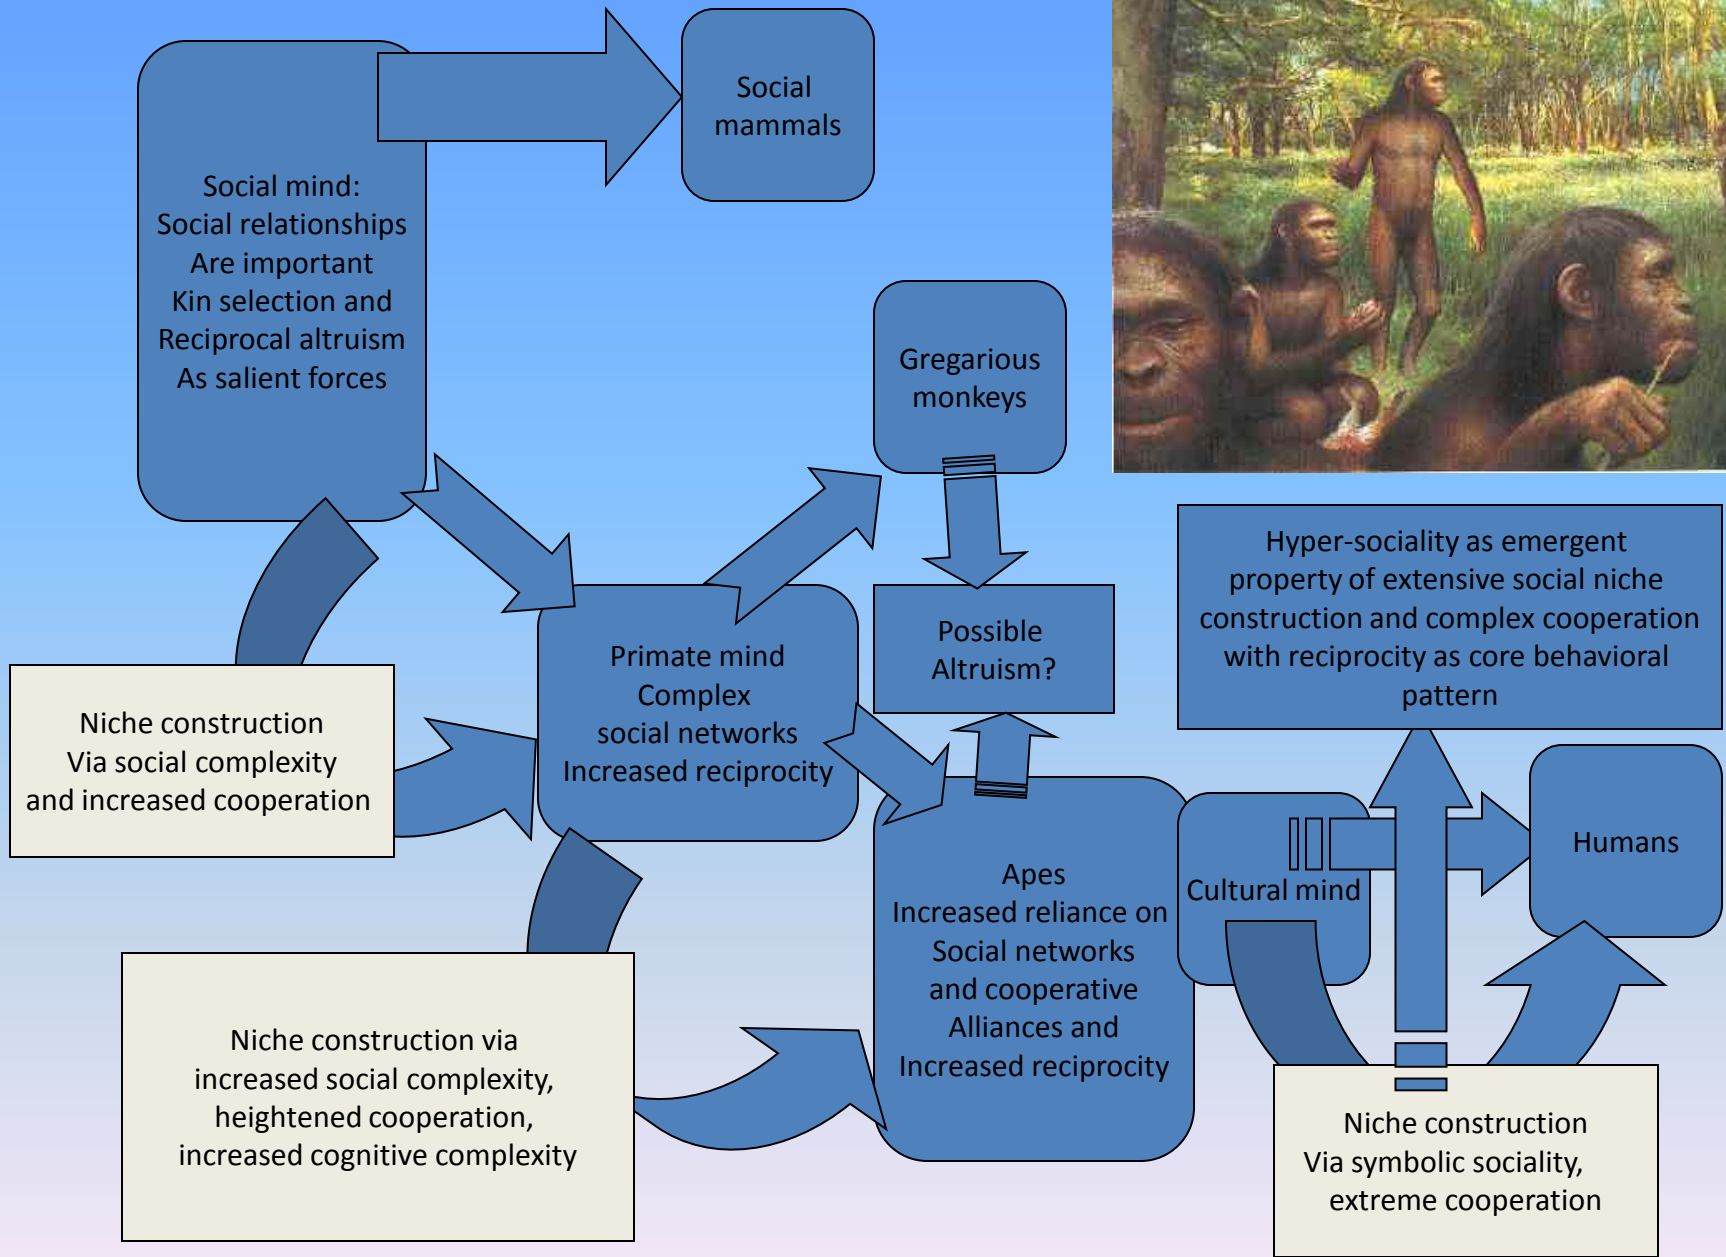 Social
mammals
Social mind:
Social relationships
Are important
Kin selection and
Reciprocal altruism
As salient forces
Gregarious
monkeys
Hyper-sociality as emergent
property of extensive social niche
construction and complex cooperation
with reciprocity as core behavioral
pattern
Possible
Altruism?
Primate mind
Complex
social networks
Increased reciprocity
Niche construction
Via social complexity
and increased cooperation
Humans
Apes
Increased reliance on
Social networks
and cooperative
Alliances and
Increased reciprocity
Cultural mind
Niche construction via
increased social complexity,
heightened cooperation,
increased cognitive complexity
Niche construction
Via symbolic sociality,
extreme cooperation